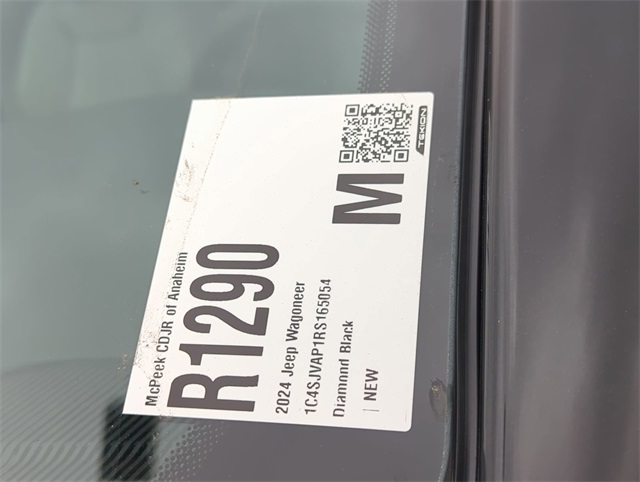 McPeek CDJR of Anaheim
R1290
M
2024 Jeep Wagoneer
1C4SJVAP1RS165054
Diamond Black
| NEW
TEKION